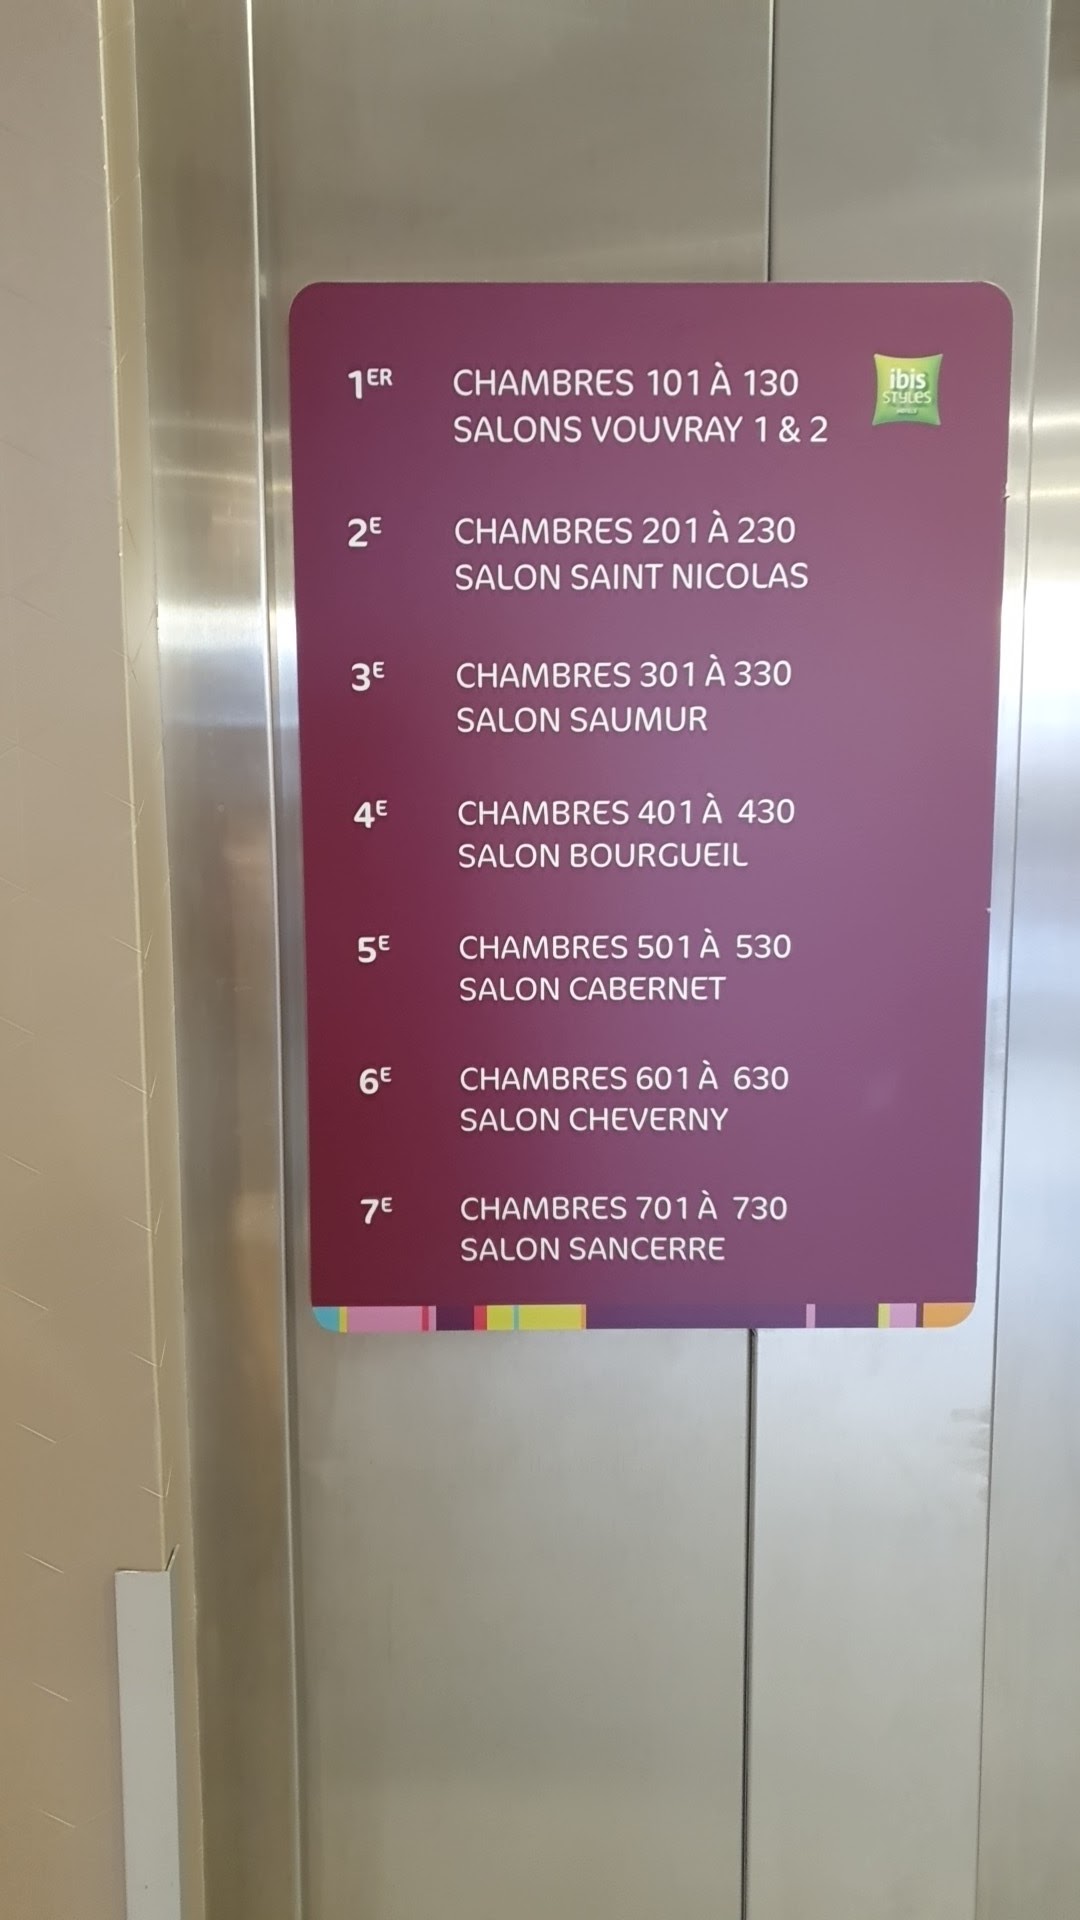 1ER CHAMBRES 101 À 130
SALONS VOUVRAY 1 & 2
ibis
STYLES
2E CHAMBRES 201 À 230
SALON SAINT NICOLAS
3E CHAMBRES 301 À 330
SALON SAUMUR
4E CHAMBRES 401 À 430
SALON BOURGUEIL
5E CHAMBRES 501 À 530
SALON CABERNET
6E CHAMBRES 601 À 630
SALON CHEVERNY
7E CHAMBRES 701 À 730
SALON SANCERRE